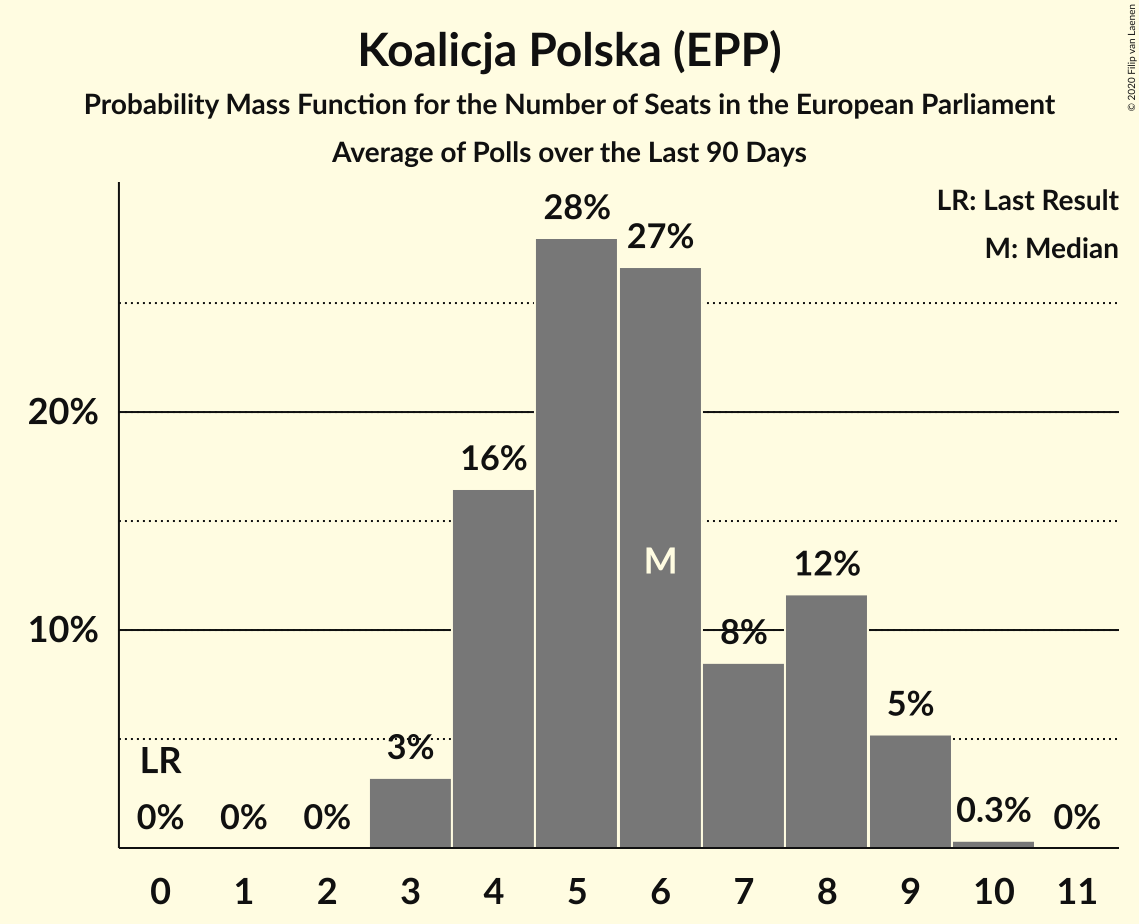 Koalicja Polska (EPP)
Probability Mass Function for the Number of Seats in the European Parliament
Average of Polls over the Last 90 Days
© 2020 Filip van Laenen
LR: Last Result
M: Median
28%
27%
20%
16%
M
12%
10%
8%
5%
3%
LR
0% 0% 0% 0.3% 0%
0 1 2 3 4 5 6 7 8 9 10 11